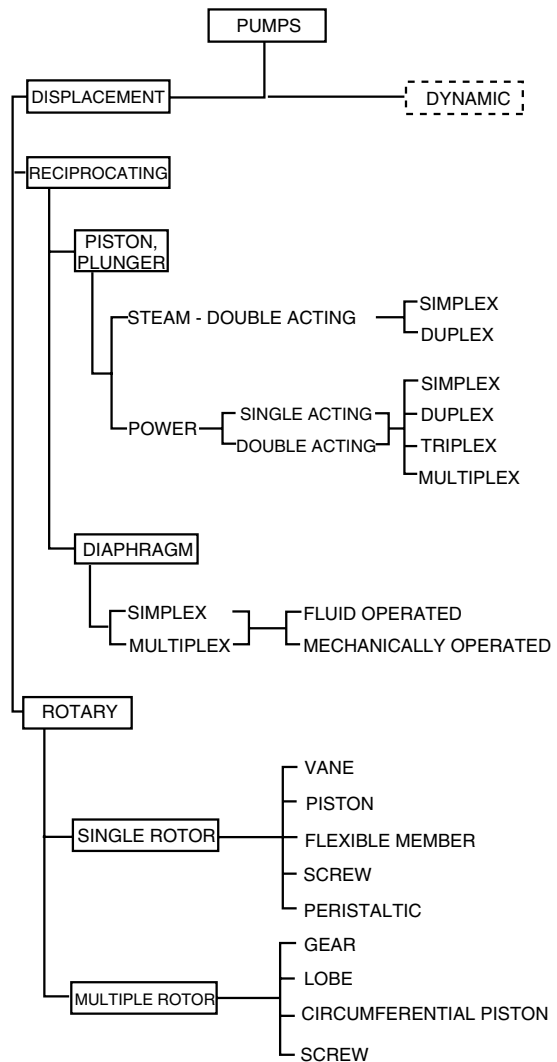 PUMPS
DISPLACEMENT
DYNAMIC
RECIPROCATING
PISTON,
PLUNGER
STEAM - DOUBLE ACTING
SIMPLEX
DUPLEX
POWER
SINGLE ACTING
DOUBLE ACTING
SIMPLEX
DUPLEX
TRIPLEX
MULTIPLEX
DIAPHRAGM
SIMPLEX
MULTIPLEX
FLUID OPERATED
MECHANICALLY OPERATED
ROTARY
SINGLE ROTOR
VANE
PISTON
FLEXIBLE MEMBER
SCREW
PERISTALTIC
MULTIPLE ROTOR
GEAR
LOBE
CIRCUMFERENTIAL PISTON
SCREW